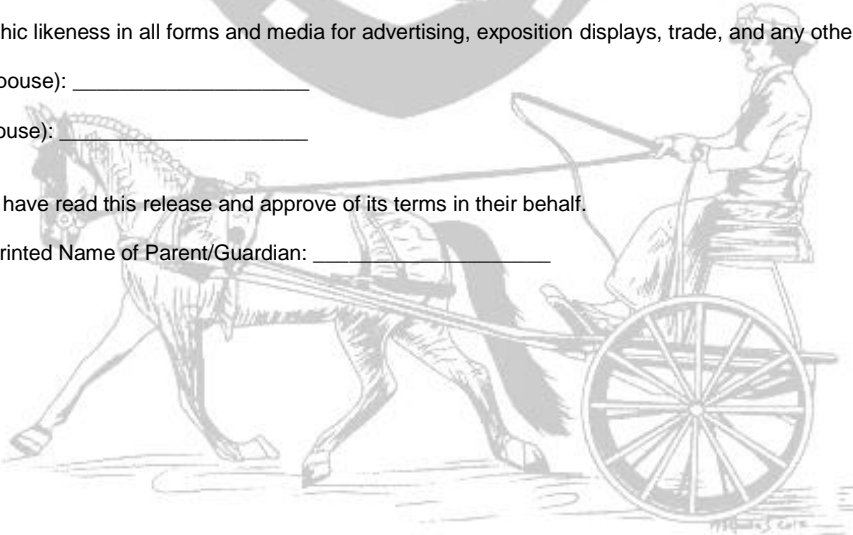 hic likeness in all forms and media for advertising, exposition displays, trade, and any othe
pouse): ____________________
ouse): _____________________
have read this release and approve of its terms in their behalf.
rinted Name of Parent/Guardian: ____________________